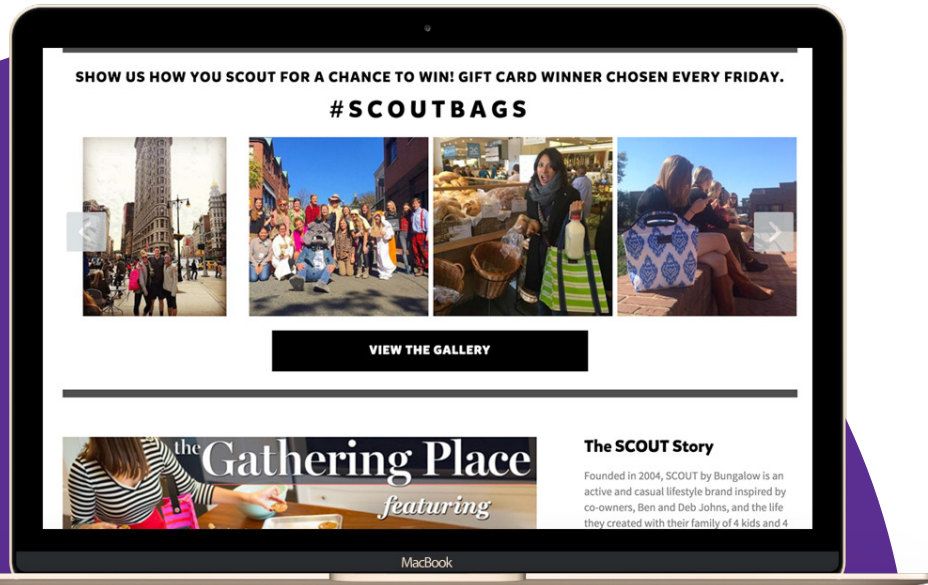 SHOW US HOW YOU SCOUT FOR A CHANCE TO WIN! GIFT CARD WINNER CHOSEN EVERY FRIDAY.
#SCOUTBAGS
VIEW THE GALLERY
the Gathering Place
featuring
The SCOUT Story
Founded in 2004, SCOUT by Bungalow is an
active and casual lifestyle brand inspired by
co-owners, Ben and Deb Johns, and the life
they created with their family of 4 kids and 4
MacBook